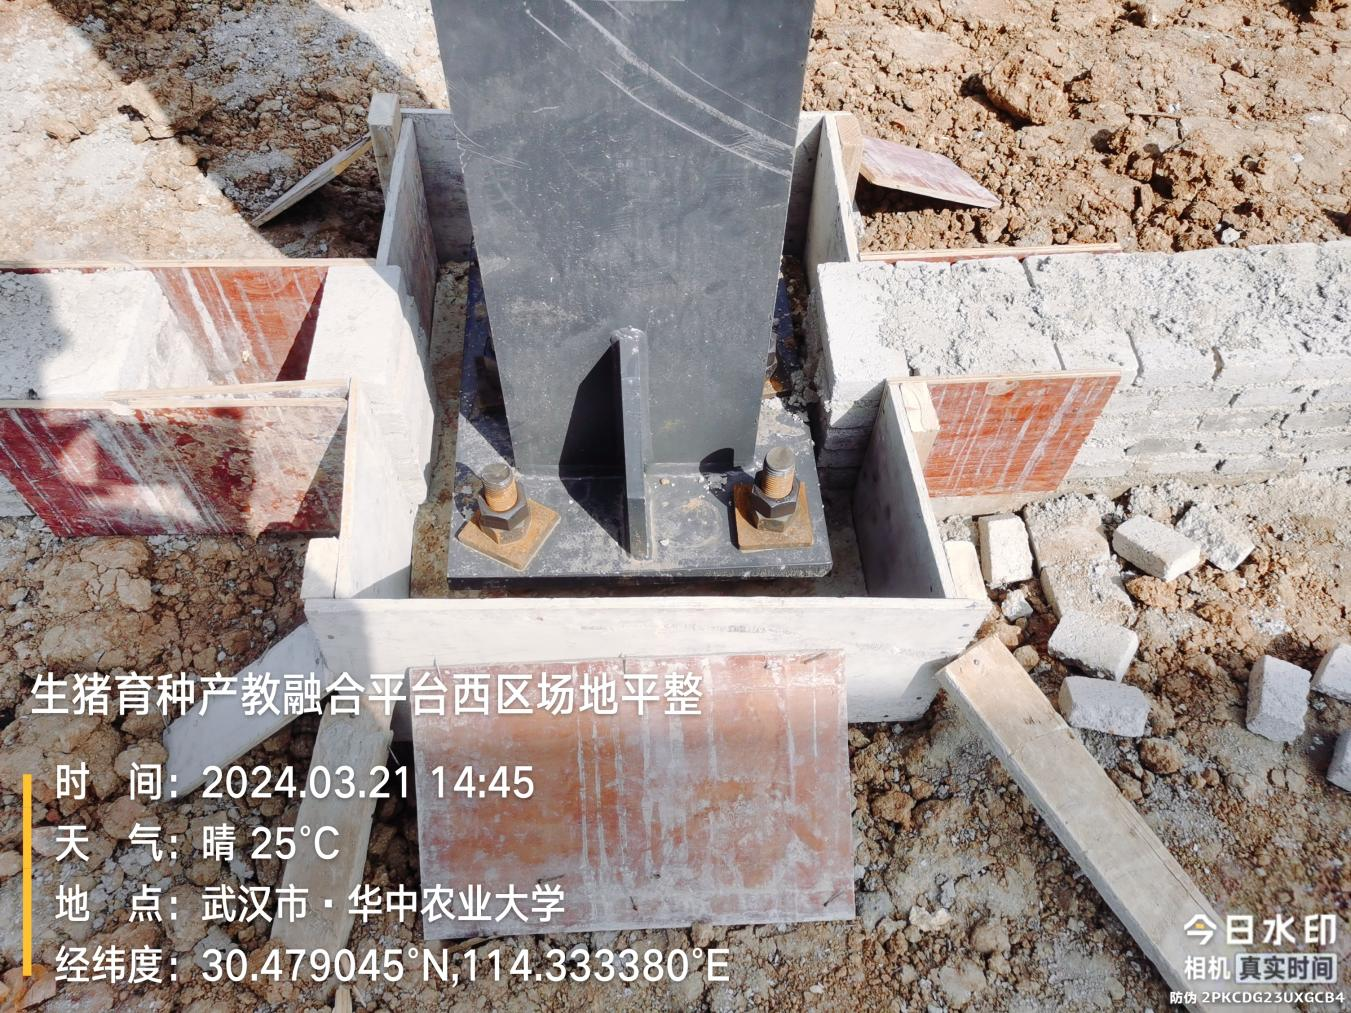 生猪育种产教融合平台西区场地平整
时 间：2024.03.21 14:45
天 气：晴 25℃
地 点：武汉市·华中农业大学
经纬度：30.479045°N,114.333380°E
今日水印
相机 真实时间
防伪 2PKCDG23UXGCB4